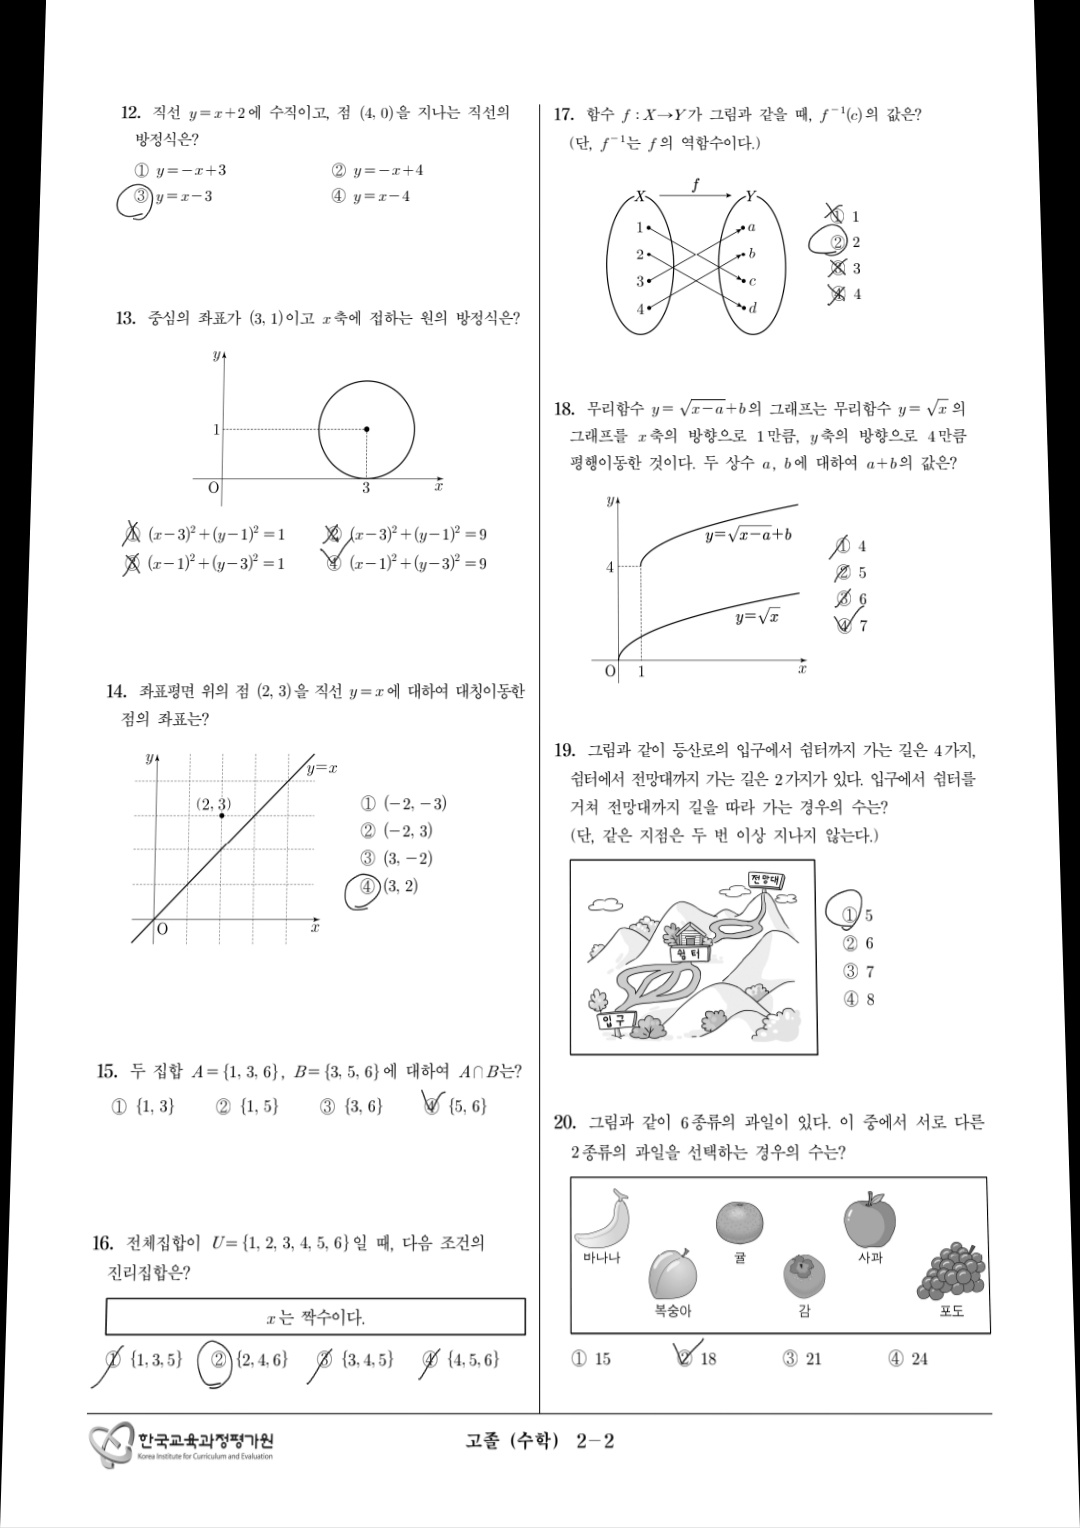 12. 직선 y=x+2에 수직이고, 점 (4, 0)을 지나는 직선의
방정식은?
① y=-x+3 ② y=-x+4
③ y=x-3 ④ y=x-4
13. 중심의 좌표가 (3, 1)이고 x축에 접하는 원의 방정식은?
y
1
O 3 x
① (x-3)²+(y-1)²=1 ② (x-3)²+(y-1)²=9
③ (x-1)²+(y-3)²=1 ④ (x-1)²+(y-3)²=9
14. 좌표평면 위의 점 (2, 3)을 직선 y=x에 대하여 대칭이동한
점의 좌표는?
y
y=x
(2, 3)
O x
① (-2, -3)
② (-2, 3)
③ (3, -2)
④ (3, 2)
15. 두 집합 A={1, 3, 6}, B={3, 5, 6}에 대하여 A∩B는?
① {1, 3} ② {1, 5} ③ {3, 6} ④ {5, 6}
16. 전체집합이 U={1, 2, 3, 4, 5, 6}일 때, 다음 조건의
진리집합은?
x는 짝수이다.
① {1, 3, 5} ② {2, 4, 6} ③ {3, 4, 5} ④ {4, 5, 6}
17. 함수 f : X→Y가 그림과 같을 때, f⁻¹(c)의 값은?
(단, f⁻¹는 f의 역함수이다.)
X f Y
1 a
2 b
3 c
4 d
① 1
② 2
③ 3
④ 4
18. 무리함수 y=√(x-a)+b의 그래프는 무리함수 y=√x의
그래프를 x축의 방향으로 1만큼, y축의 방향으로 4만큼
평행이동한 것이다. 두 상수 a, b에 대하여 a+b의 값은?
y
y=√(x-a)+b
4
y=√x
O 1 x
① 4
② 5
③ 6
④ 7
19. 그림과 같이 등산로의 입구에서 쉼터까지 가는 길은 4가지,
쉼터에서 전망대까지 가는 길은 2가지가 있다. 입구에서 쉼터를
거쳐 전망대까지 길을 따라 가는 경우의 수는?
(단, 같은 지점은 두 번 이상 지나지 않는다.)
전망대
쉼터
입구
① 5
② 6
③ 7
④ 8
20. 그림과 같이 6종류의 과일이 있다. 이 중에서 서로 다른
2종류의 과일을 선택하는 경우의 수는?
바나나 귤 사과
복숭아 감 포도
① 15 ② 18 ③ 21 ④ 24
한국교육과정평가원
Korea Institute for Curriculum and Evaluation
고졸 (수학) 2-2